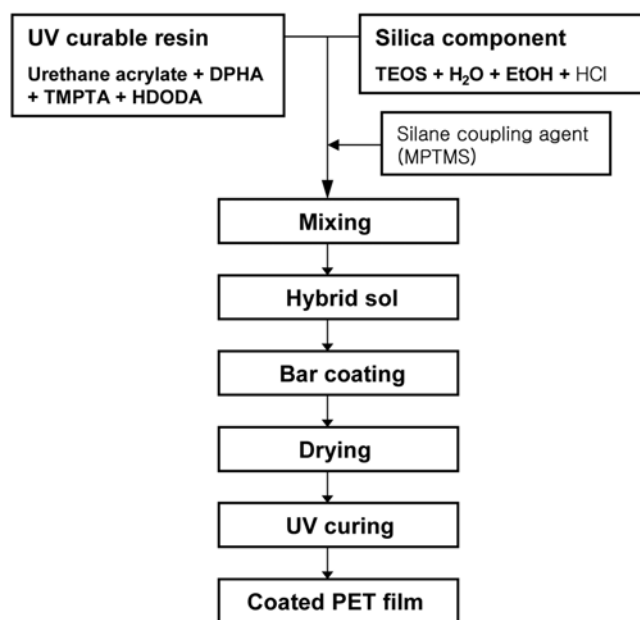 UV curable resin
Urethane acrylate + DPHA
+ TMPTA + HDODA
Silica component
TEOS + H₂O + EtOH + HCl
Silane coupling agent
(MPTMS)
Mixing
Hybrid sol
Bar coating
Drying
UV curing
Coated PET film